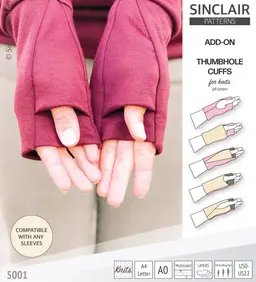 SINCLAIR
PATTERNS
ADD-ON
THUMBHOLE
CUFFS
for knits
pdf pattern
COMPATIBLE
WITH ANY
SLEEVES
5001
Knits
A4
Letter
A0
LAYERS
US0-
US22